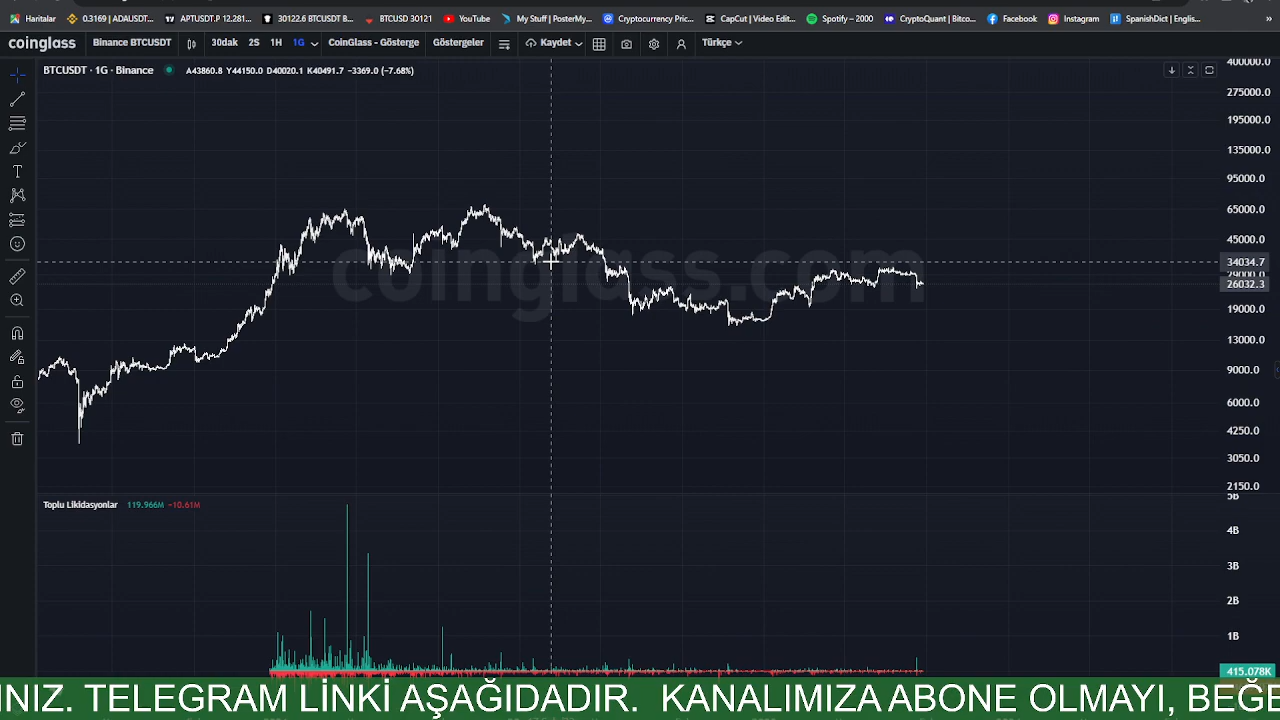 Haritalar
0.3169 | ADAUSDT...
APTUSDT.P 12.281...
30122.6 BTCUSDT B...
BTCUSD 30121
YouTube
My Stuff | PosterMy...
Cryptocurrency Pric...
CapCut | Video Edit...
Spotify – 2000
CryptoQuant | Bitco...
Facebook
Instagram
SpanishDict | Englis...
»
coinglass
Binance BTCUSDT
30dak
2S
1H
1G
CoinGlass - Gösterge
Göstergeler
Kaydet
Türkçe
BTCUSDT · 1G · Binance
A43860.8 Y44150.0 D40020.1 K40491.7 −3369.0 (−7.68%)
400000.0
275000.0
195000.0
135000.0
95000.0
65000.0
45000.0
34034.7
29000.0
26032.3
19000.0
13000.0
9000.0
6000.0
4250.0
3050.0
2150.0
coinglass.com
Toplu Likidasyonlar 119.966M −10.61M
5B
4B
3B
2B
1B
415.078K
NIZ. TELEGRAM LİNKİ AŞAĞIDADIR. KANALIMIZA ABONE OLMAYI, BEĞE